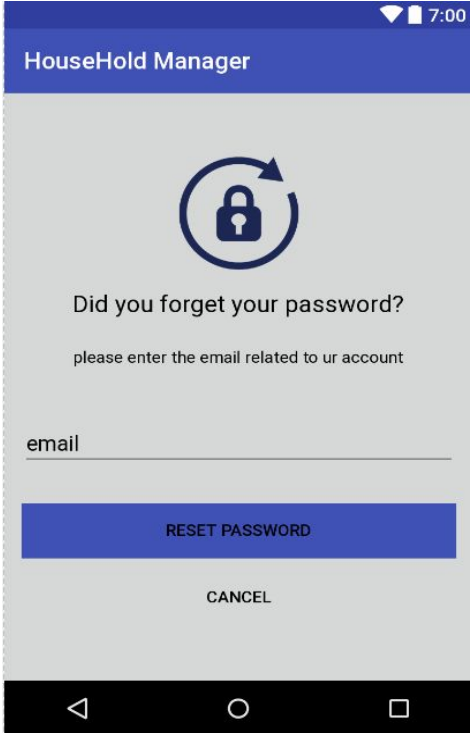 7:00
HouseHold Manager
Did you forget your password?
please enter the email related to ur account
email
RESET PASSWORD
CANCEL